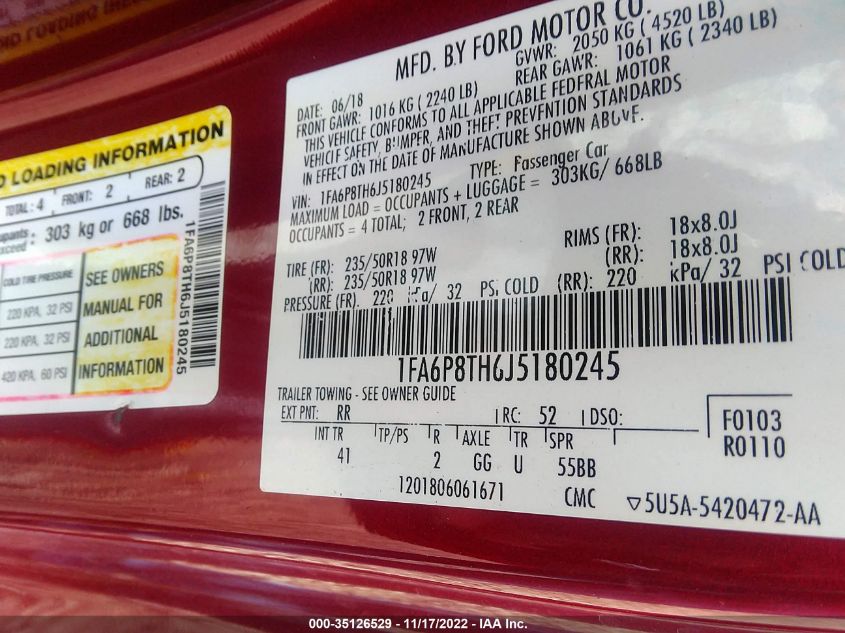 D LOADING INFORMATION
TOTAL: 4 FRONT: 2 REAR: 2
303 kg or 668 lbs.
COLD TIRE PRESSURE
220 KPA, 32 PSI
220 KPA, 32 PSI
420 KPA, 60 PSI
SEE OWNERS
MANUAL FOR
ADDITIONAL
INFORMATION
1FA6P8TH6J5180245
MFD. BY FORD MOTOR CO.
DATE: 06/18 GVWR: 2050 KG ( 4520 LB)
FRONT GAWR: 1016 KG ( 2240 LB) REAR GAWR: 1061 KG ( 2340 LB)
THIS VEHICLE CONFORMS TO ALL APPLICABLE FEDERAL MOTOR
VEHICLE SAFETY, BUMPER, AND THEFT PREVENTION STANDARDS
IN EFFECT ON THE DATE OF MANUFACTURE SHOWN ABOVE.
VIN: 1FA6P8TH6J5180245 TYPE: Passenger Car
MAXIMUM LOAD = OCCUPANTS + LUGGAGE = 303KG/ 668LB
OCCUPANTS = 4 TOTAL; 2 FRONT, 2 REAR
TIRE (FR): 235/50R18 97W RIMS (FR): 18x8.0J
(RR): 235/50R18 97W (RR): 18x8.0J
PRESSURE (FR): 220 kPa/ 32 PSI COLD (RR): 220 kPa/ 32 PSI COLD
1FA6P8TH6J5180245
TRAILER TOWING - SEE OWNER GUIDE
EXT PNT: RR RC: 52 DSO:
F0103
R0110
INT TR TP/PS R AXLE TR SPR
41 2 GG U 55BB
1201806061671 CMC ▽5U5A-5420472-AA
000-35126529 - 11/17/2022 - IAA Inc.